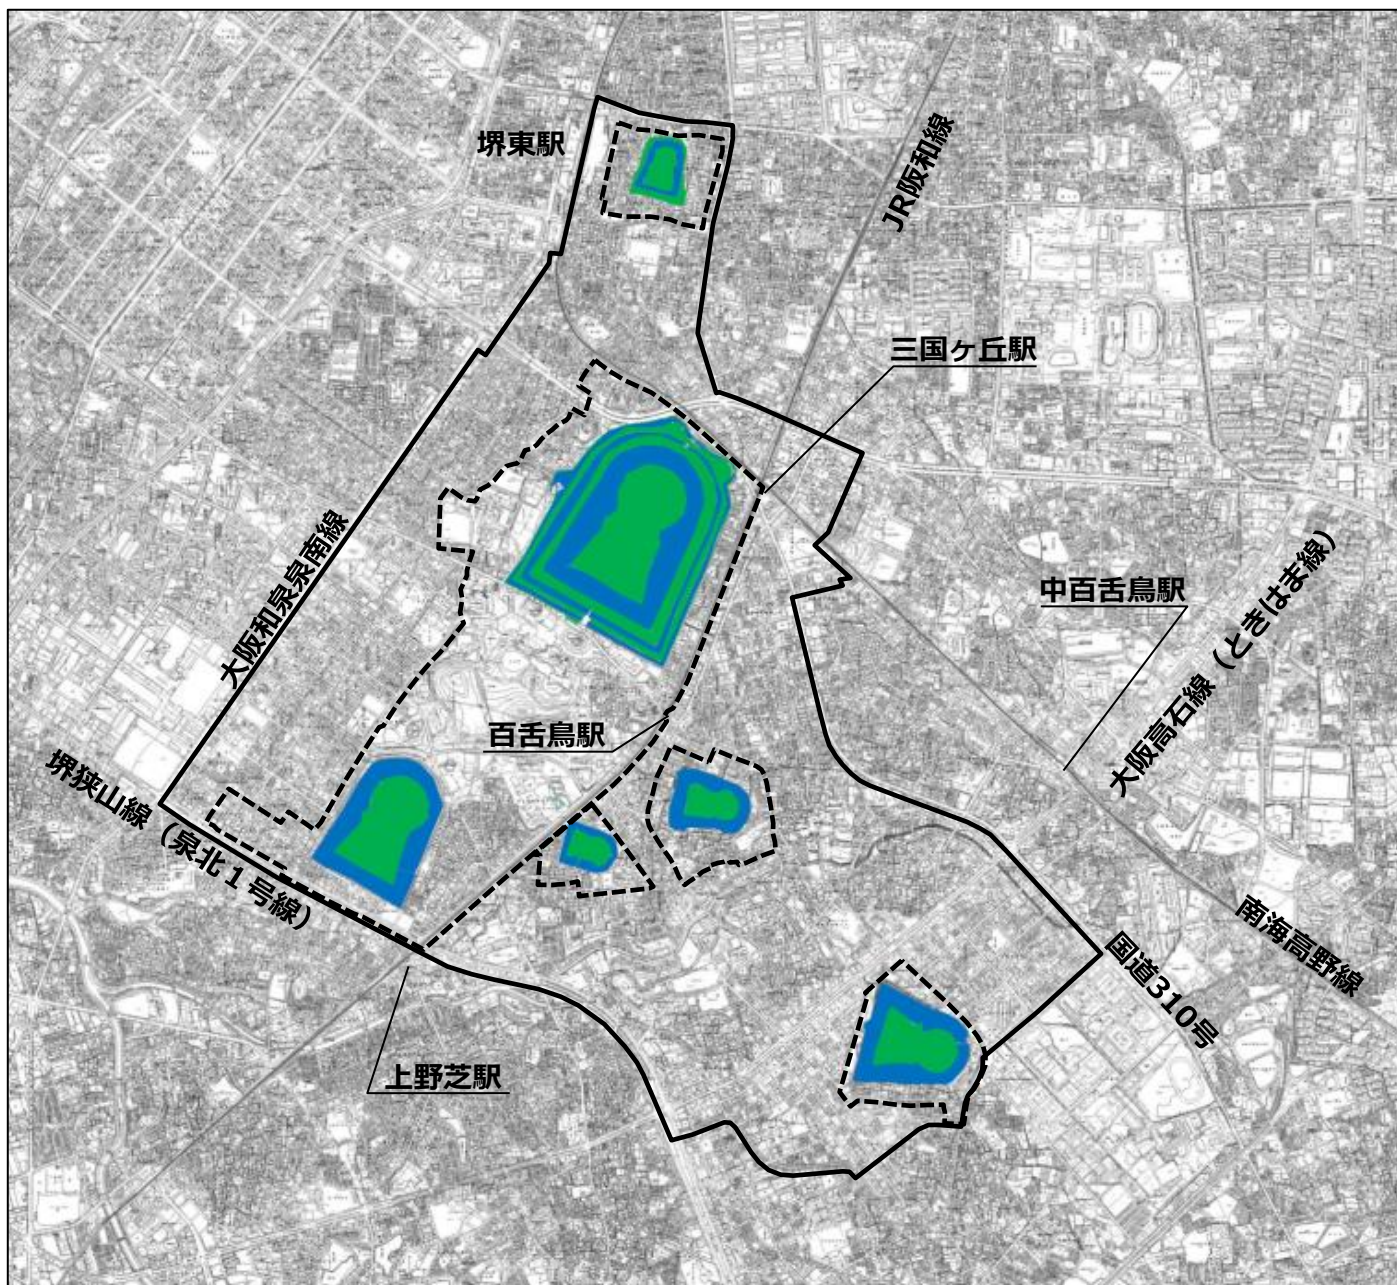 堺東駅
JR阪和線
三国ヶ丘駅
大阪和泉泉南線
中百舌鳥駅
大阪高石線（ときはま線）
百舌鳥駅
堺狭山線（泉北１号線）
南海高野線
国道310号
上野芝駅